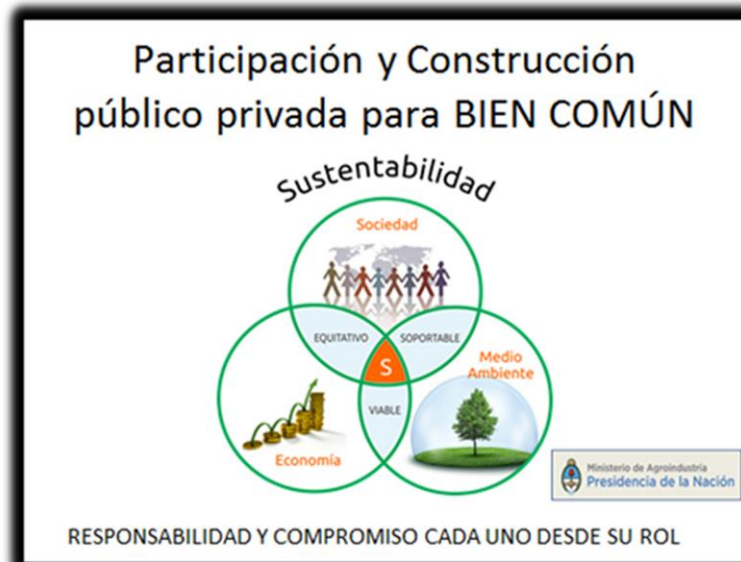 Participación y Construcción
público privada para BIEN COMÚN
Sustentabilidad
Sociedad
EQUITATIVO
SOPORTABLE
S
Medio
Ambiente
VIABLE
Economía
Ministerio de Agroindustria
Presidencia de la Nación
RESPONSABILIDAD Y COMPROMISO CADA UNO DESDE SU ROL